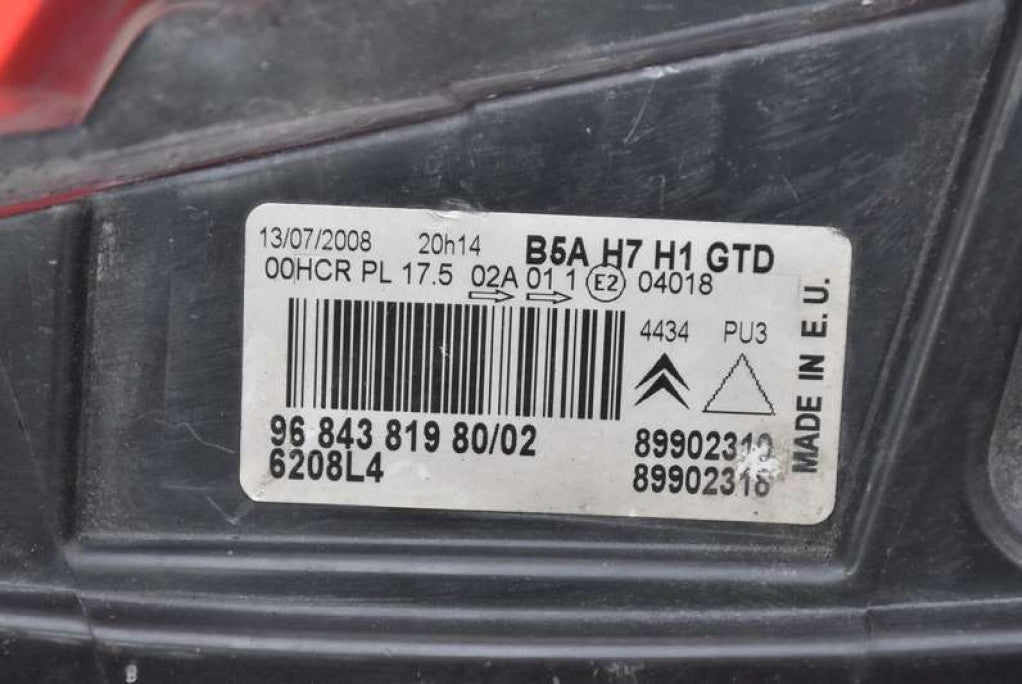 13/07/2008 20h14 B5A H7 H1 GTD
00HCR PL 17.5 02A 01 1 E2 04018
4434 PU3
96 843 819 80/02
6208L4
89902318
MADE IN E. U.